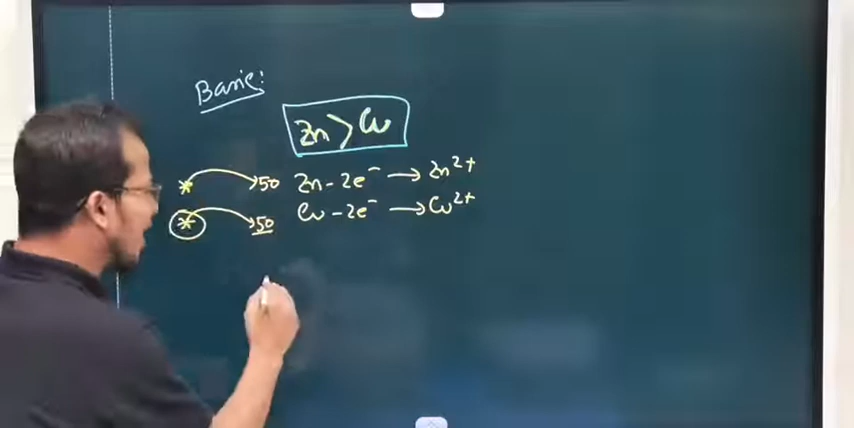 Basic:
Zn > Cu
* 50 Zn - 2e⁻ → Zn²⁺
* 50 Cu - 2e⁻ → Cu²⁺